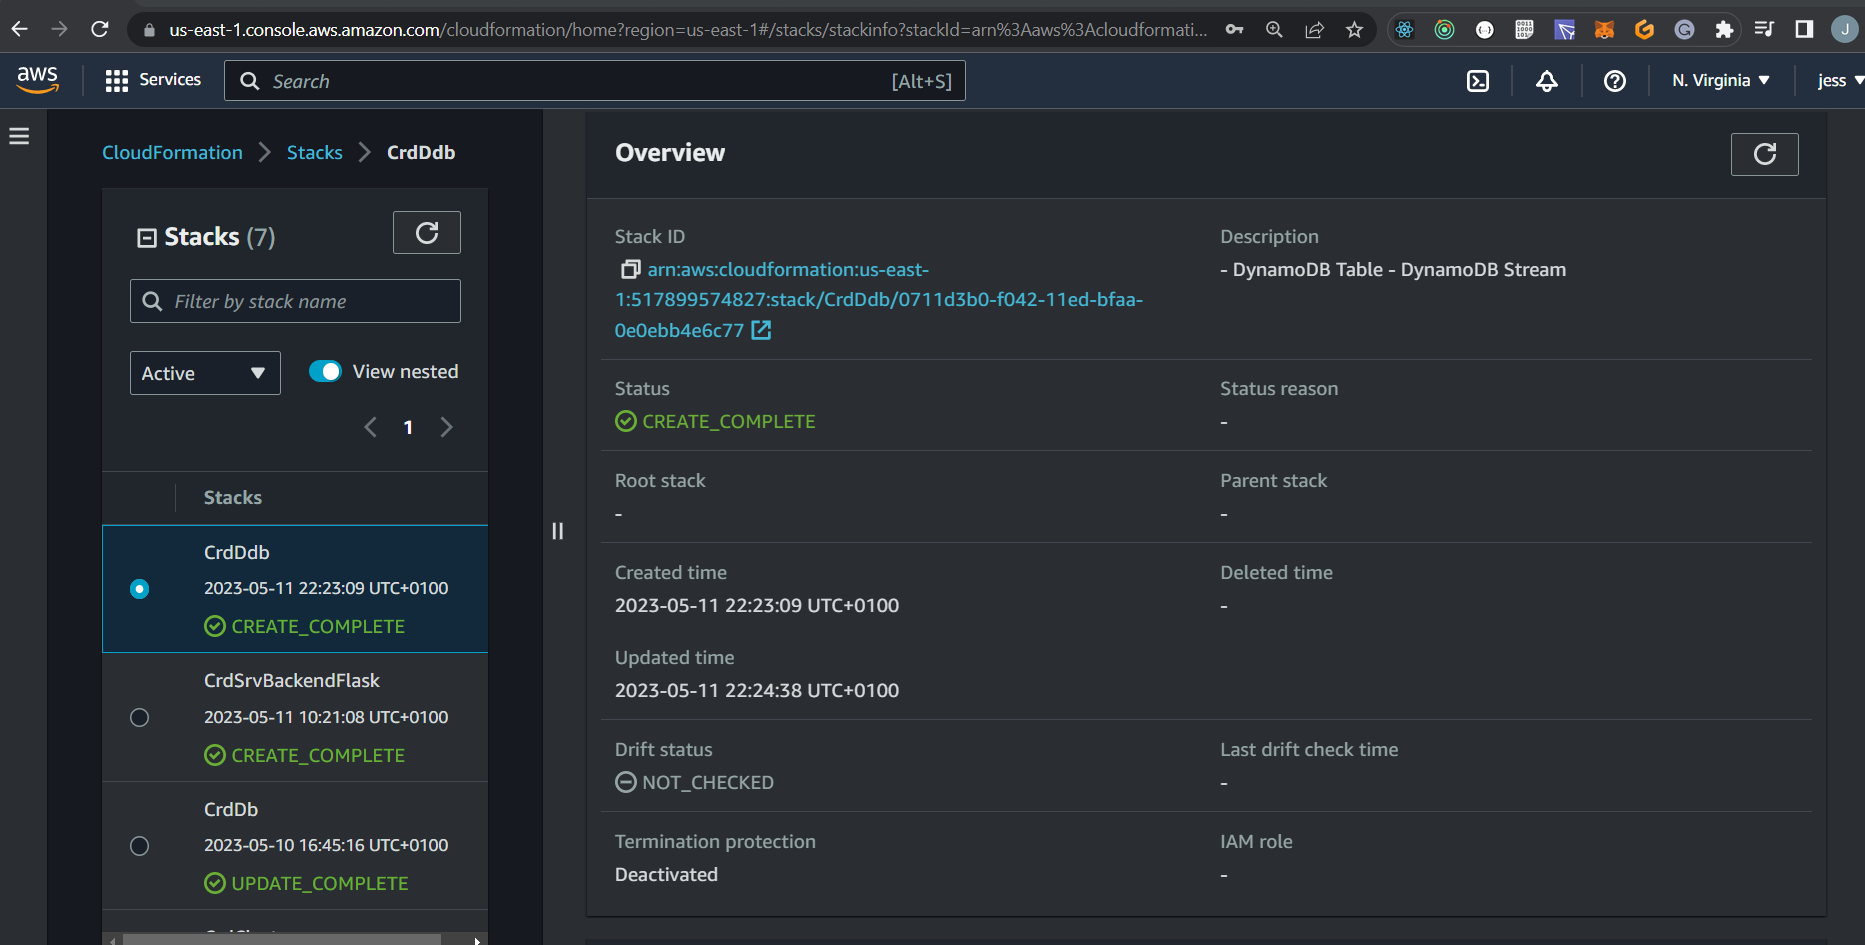 us-east-1.console.aws.amazon.com/cloudformation/home?region=us-east-1#/stacks/stackinfo?stackId=arn%3Aaws%3Acloudformati...
J
aws
Services
Search
[Alt+S]
N. Virginia
jess
CloudFormation
Stacks
CrdDdb
Stacks (7)
Filter by stack name
Active
View nested
1
Stacks
CrdDdb
2023-05-11 22:23:09 UTC+0100
CREATE_COMPLETE
CrdSrvBackendFlask
2023-05-11 10:21:08 UTC+0100
CREATE_COMPLETE
CrdDb
2023-05-10 16:45:16 UTC+0100
UPDATE_COMPLETE
Overview
Stack ID
arn:aws:cloudformation:us-east-
1:517899574827:stack/CrdDdb/0711d3b0-f042-11ed-bfaa-
0e0ebb4e6c77
Description
- DynamoDB Table - DynamoDB Stream
Status
CREATE_COMPLETE
Status reason
-
Root stack
-
Parent stack
-
Created time
2023-05-11 22:23:09 UTC+0100
Deleted time
-
Updated time
2023-05-11 22:24:38 UTC+0100
Drift status
NOT_CHECKED
Last drift check time
-
Termination protection
Deactivated
IAM role
-